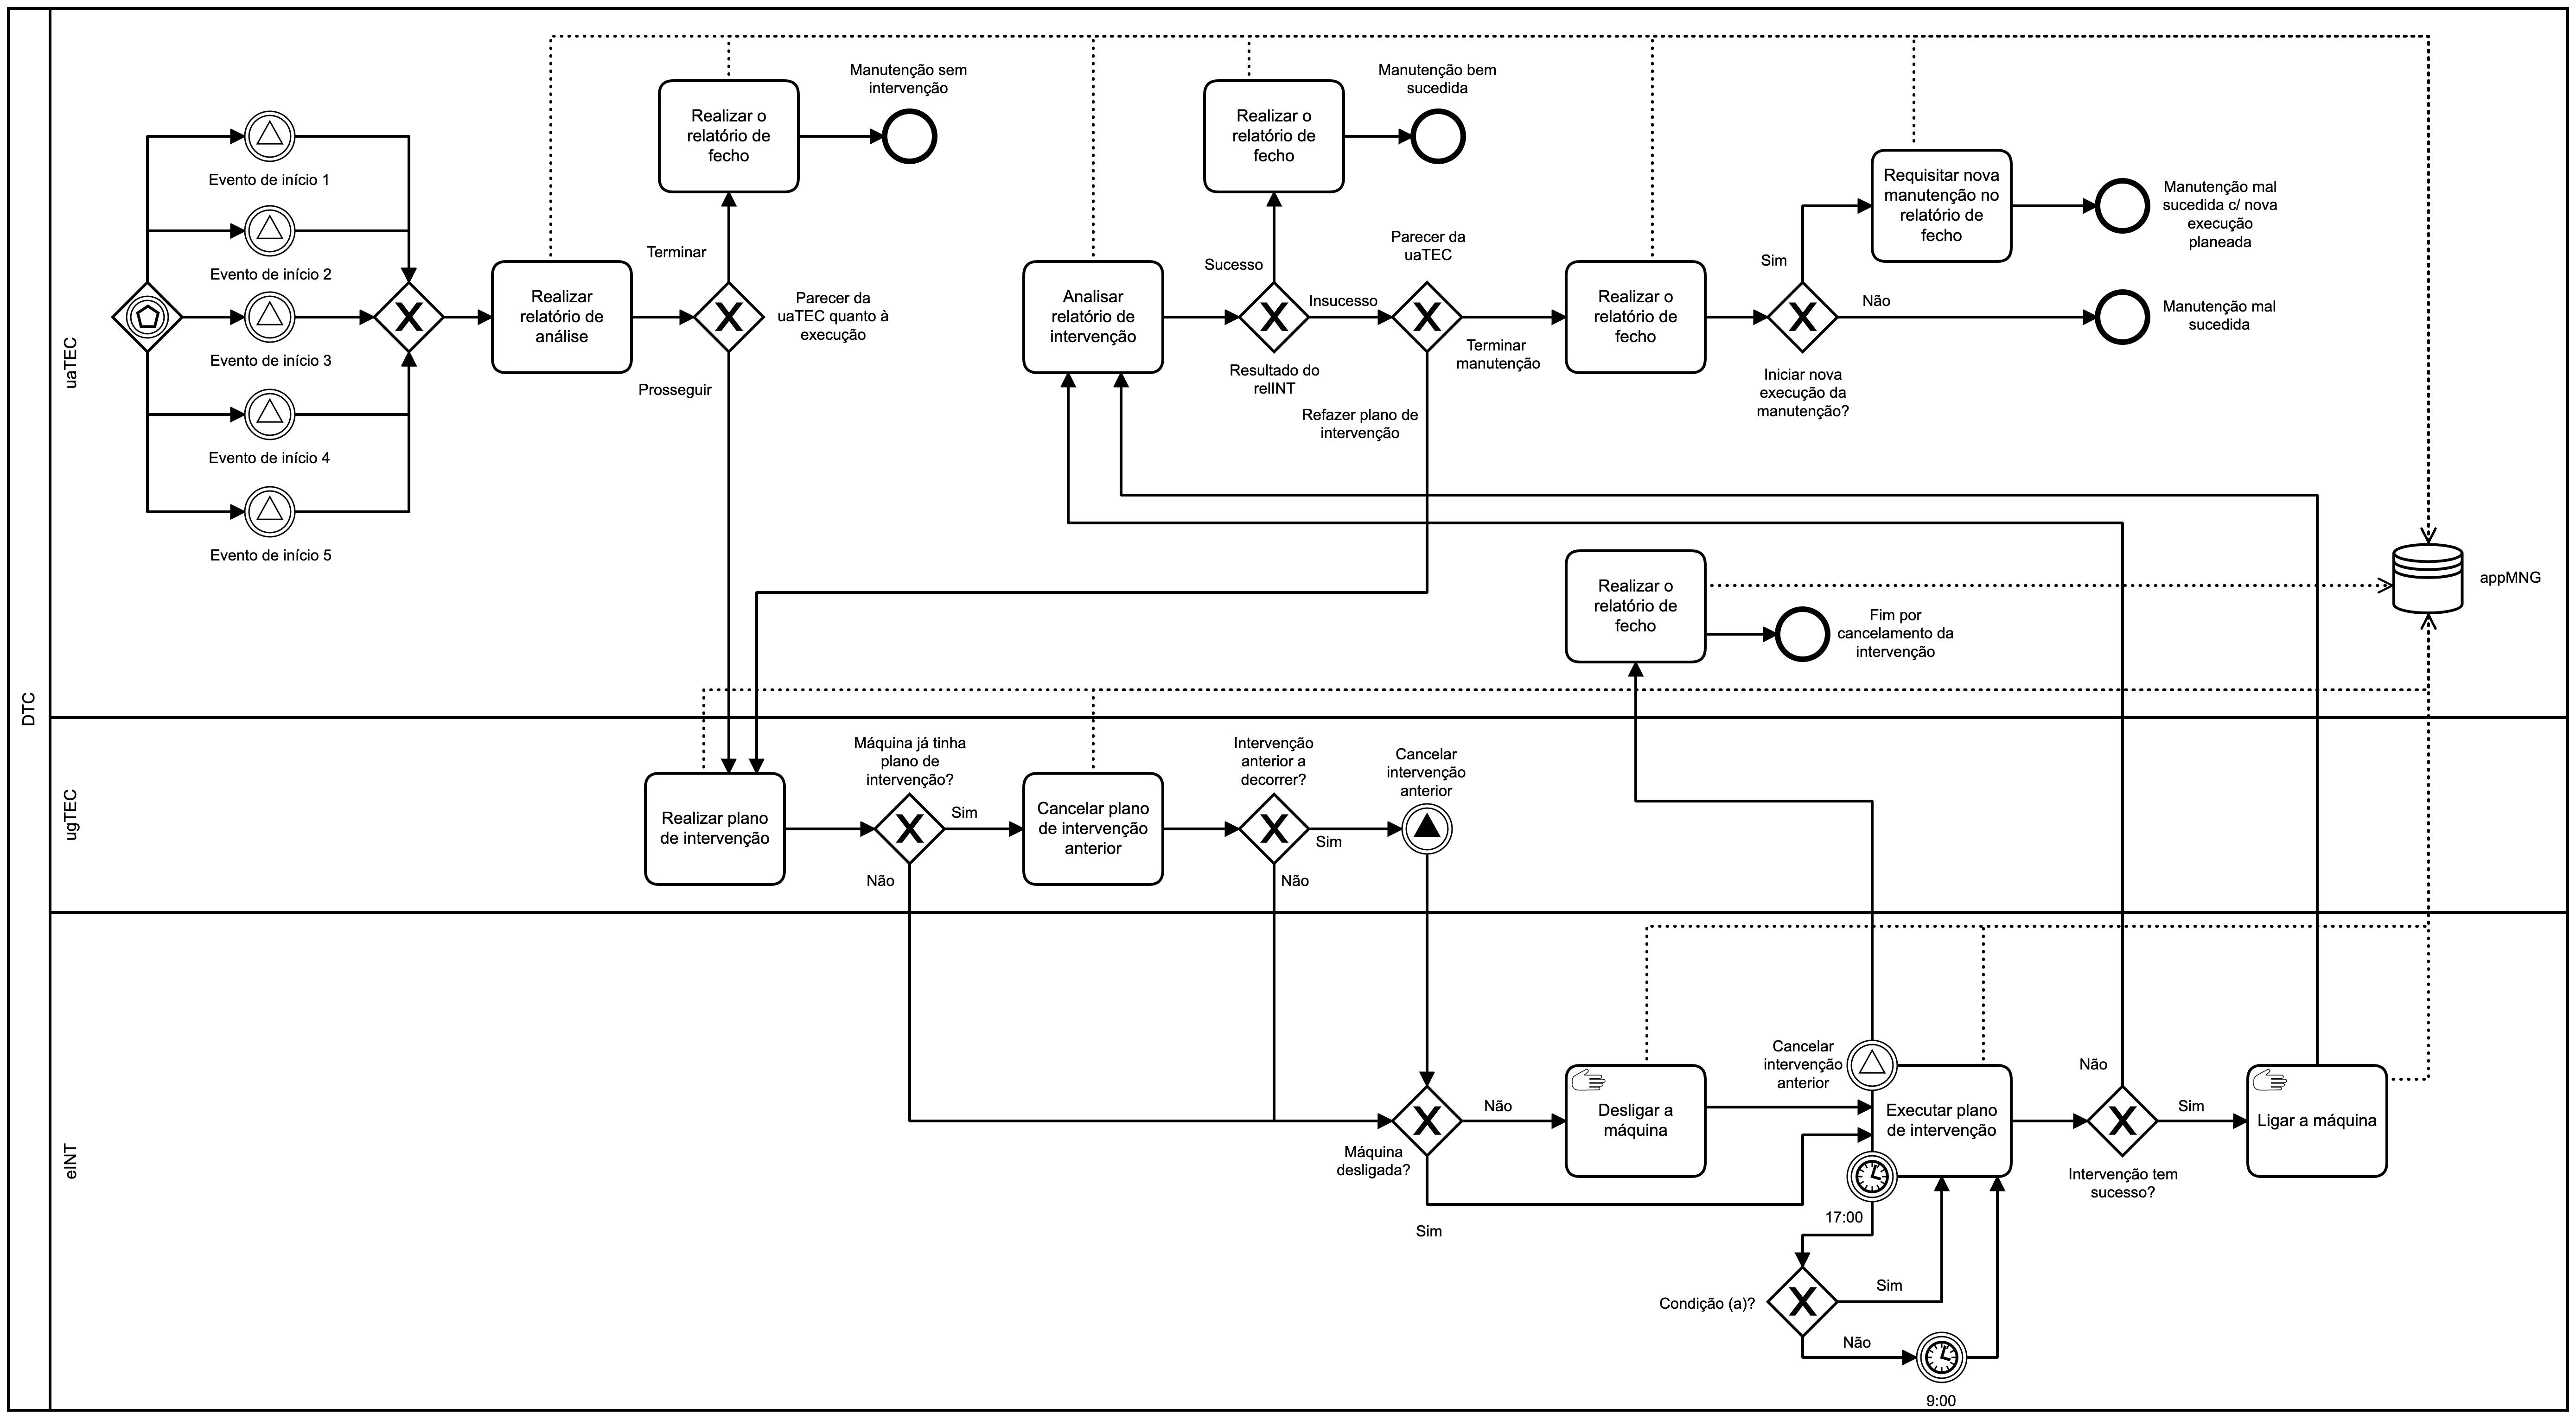 DTC
uaTEC
Evento de início 1
Evento de início 2
Evento de início 3
Evento de início 4
Evento de início 5
Realizar
relatório de
análise
Terminar
Prosseguir
Parecer da
uaTEC quanto à
execução
Realizar o
relatório de
fecho
Manutenção sem
intervenção
Analisar
relatório de
intervenção
Sucesso
Insucesso
Resultado do
relINT
Realizar o
relatório de
fecho
Manutenção bem
sucedida
Parecer da
uaTEC
Refazer plano de
intervenção
Terminar
manutenção
Realizar o
relatório de
fecho
Sim
Não
Iniciar nova
execução da
manutenção?
Requisitar nova
manutenção no
relatório de
fecho
Manutenção mal
sucedida c/ nova
execução
planeada
Manutenção mal
sucedida
Realizar o
relatório de
fecho
Fim por
cancelamento da
intervenção
appMNG
ugTEC
Realizar plano
de intervenção
Máquina já tinha
plano de
intervenção?
Sim
Não
Cancelar plano
de intervenção
anterior
Intervenção
anterior a
decorrer?
Sim
Não
Cancelar
intervenção
anterior
eINT
Máquina
desligada?
Não
Sim
Desligar a
máquina
Cancelar
intervenção
anterior
Executar plano
de intervenção
17:00
Condição (a)?
Sim
Não
9:00
Não
Sim
Intervenção tem
sucesso?
Ligar a máquina